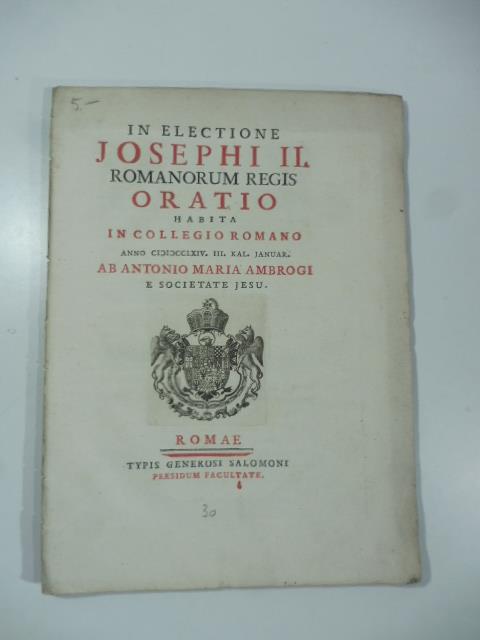 5.—
IN ELECTIONE
JOSEPHI II.
ROMANORUM REGIS
ORATIO
HABITA
IN COLLEGIO ROMANO
ANNO CIƆIƆCCLXIV. III. KAL. JANUAR.
AB ANTONIO MARIA AMBROGI
E SOCIETATE JESU.
ROMAE
TYPIS GENEROSI SALOMONI
PRÆSIDUM FACULTATE.
30